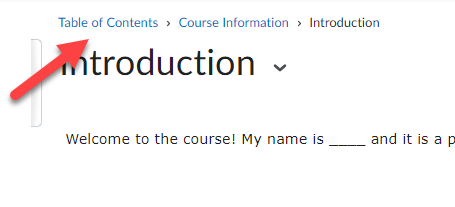 Table of Contents › Course Information › Introduction
Introduction
Welcome to the course! My name is ____ and it is a p